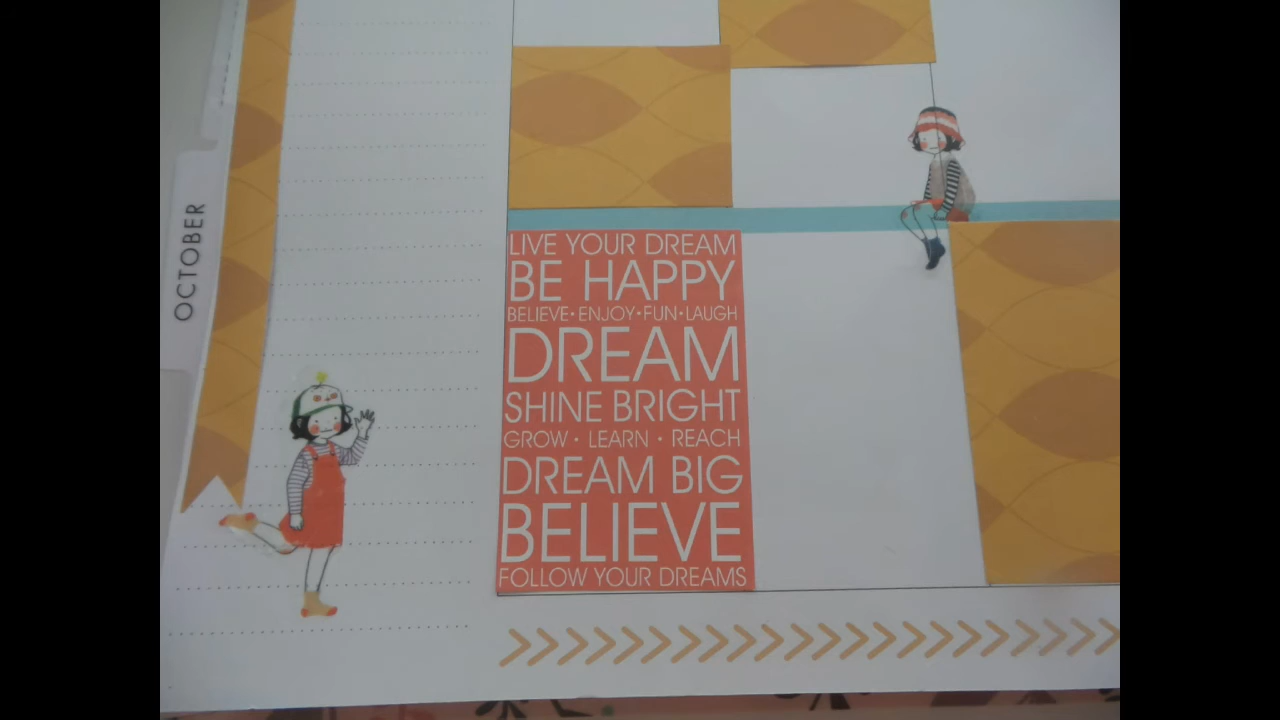 OCTOBER
LIVE YOUR DREAM
BE HAPPY
BELIEVE•ENJOY•FUN•LAUGH
DREAM
SHINE BRIGHT
GROW • LEARN • REACH
DREAM BIG
BELIEVE
FOLLOW YOUR DREAMS